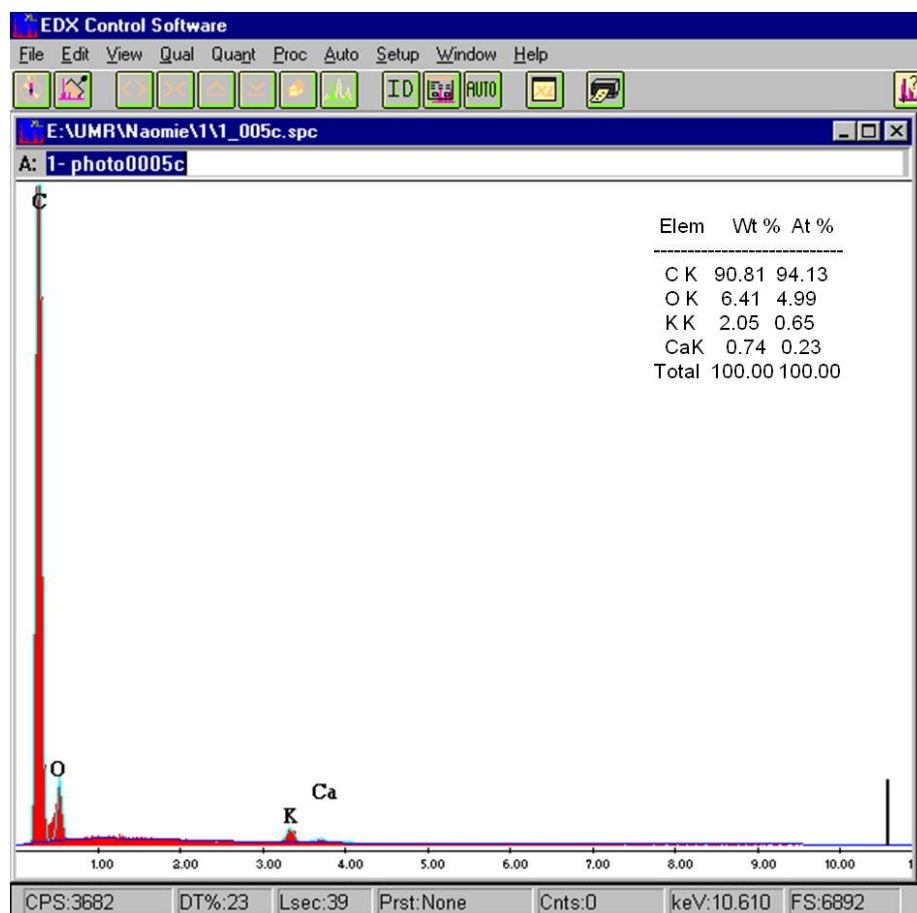 EDX Control Software
File Edit View Qual Quant Proc Auto Setup Window Help
ID AUTO
E:\UMR\Naomie\1\1_005c.spc
A: 1- photo0005c
C
Elem Wt % At %
----------------------------
C K 90.81 94.13
O K 6.41 4.99
K K 2.05 0.65
CaK 0.74 0.23
Total 100.00 100.00
O
Ca
K
1.00 2.00 3.00 4.00 5.00 6.00 7.00 8.00 9.00 10.00 1
CPS:3682 DT%:23 Lsec:39 Prst:None Cnts:0 keV:10.610 FS:6892